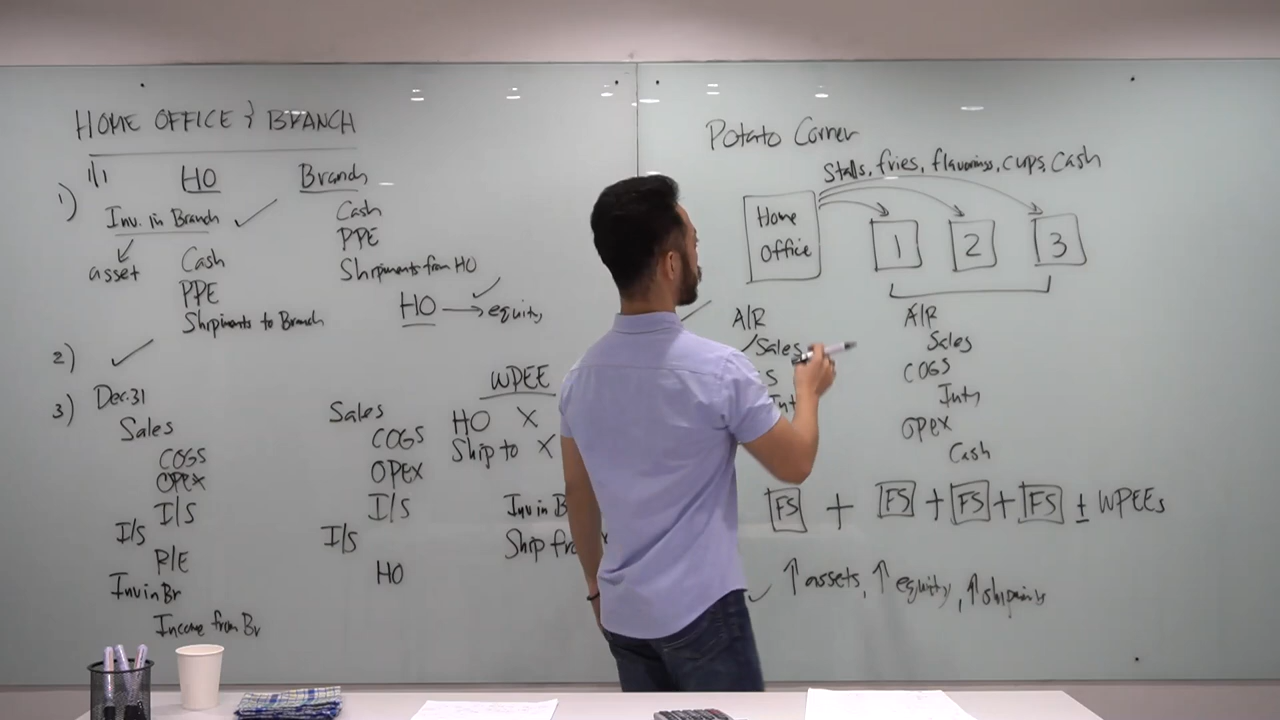 HOME OFFICE & BRANCH
1/1
HO
Branch
1)
Inv. in Branch
asset
Cash
PPE
Shipments to Branch
Cash
PPE
Shipments from HO
HO → equity
2)
3)
Dec. 31
Sales
COGS
OPEX
I/S
I/S
R/E
Inv in Br
Income from Br
Sales
COGS
OPEX
I/S
I/S
HO
WPEE
HO X
Ship to X
Inv in B
Ship fro
Potato Corner
Stalls, fries, flavorings, cups, cash
Home
Office
1
2
3
A/R
Sales
S
Int
A/R
Sales
COGS
Inty
OPEX
Cash
FS + FS + FS + FS ± WPEEs
↑ assets, ↑ equity, ↑ shipments